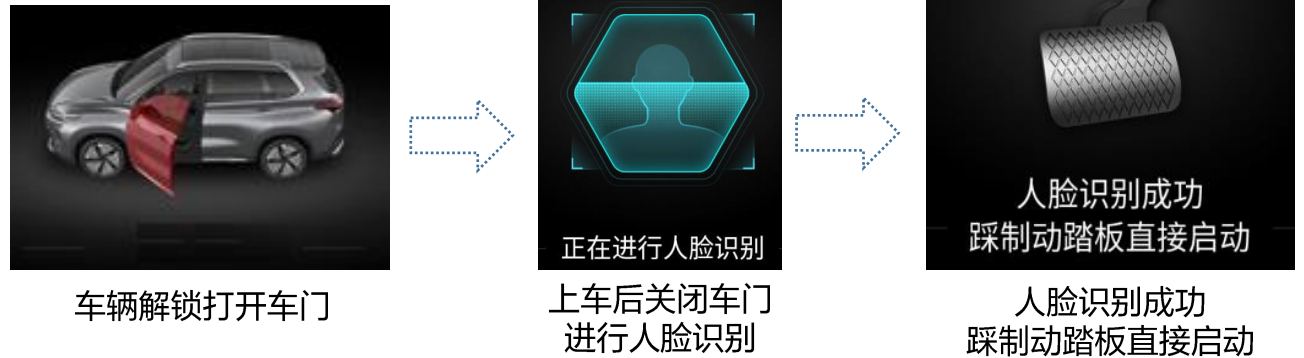 正在进行人脸识别
人脸识别成功
踩制动踏板直接启动
车辆解锁打开车门
上车后关闭车门
进行人脸识别
人脸识别成功
踩制动踏板直接启动